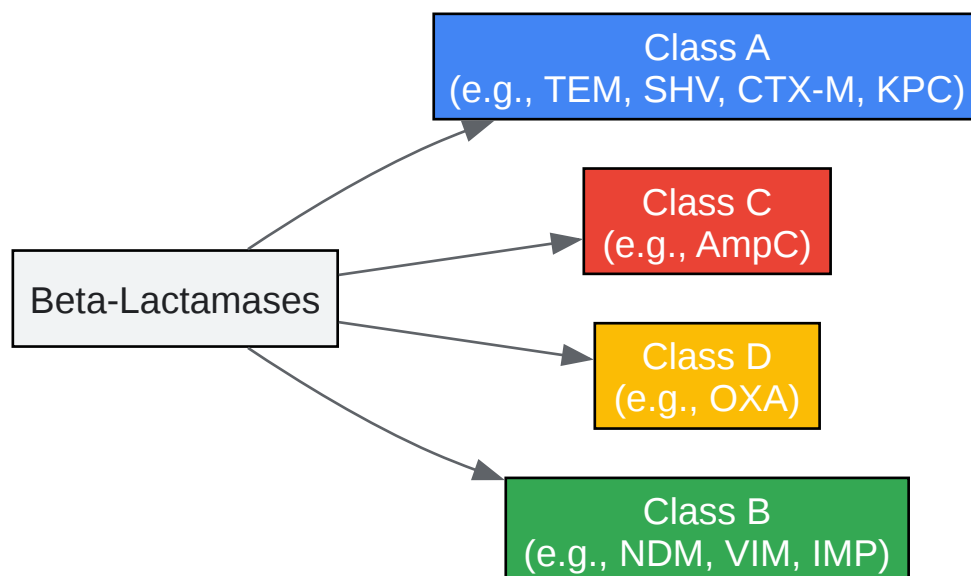 Class A
(e.g., TEM, SHV, CTX-M, KPC)
Class C
(e.g., AmpC)
Beta-Lactamases
Class D
(e.g., OXA)
Class B
(e.g., NDM, VIM, IMP)